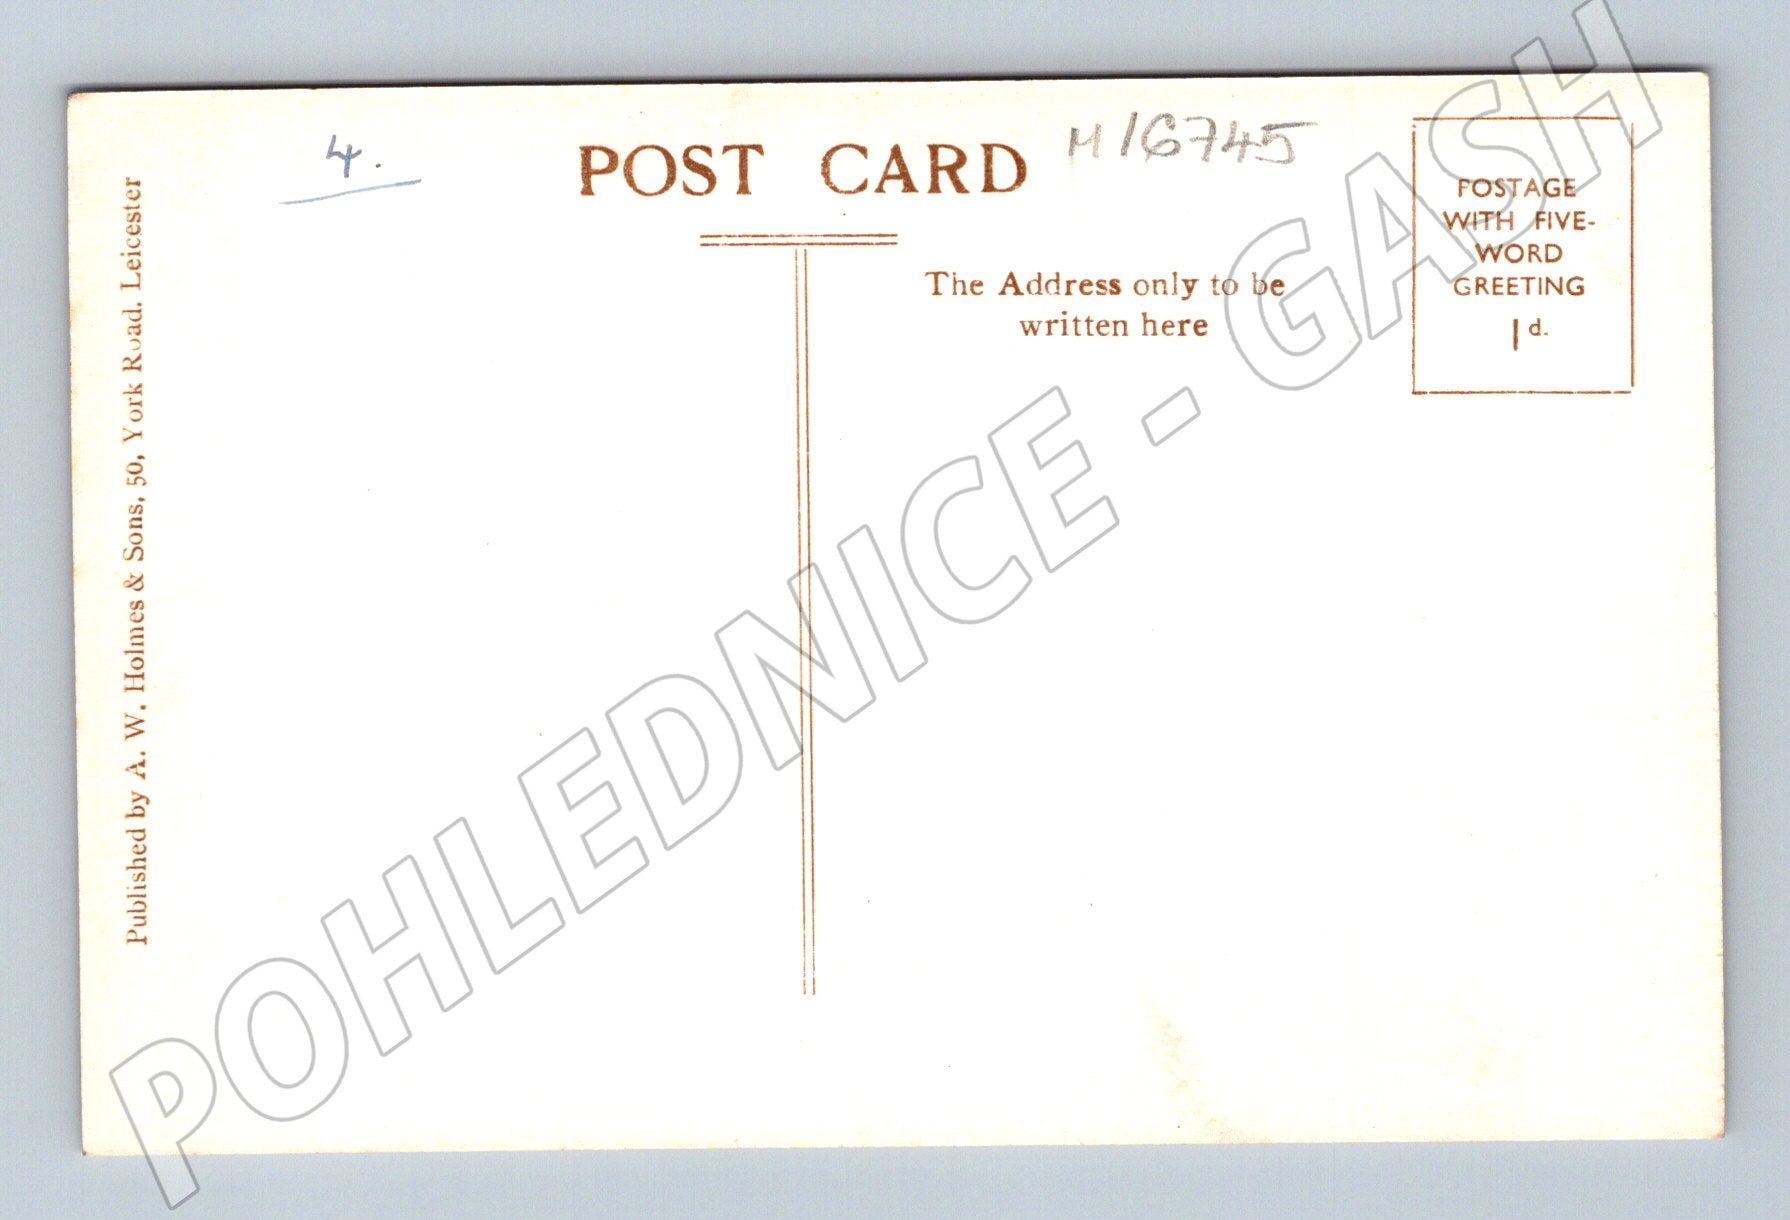 4.
POST CARD
M16745
The Address only to be
written here
POSTAGE
WITH FIVE-
WORD
GREETING
1d.
Published by A. W. Holmes & Sons, 50, York Road, Leicester
POHLEDNICE - GASH